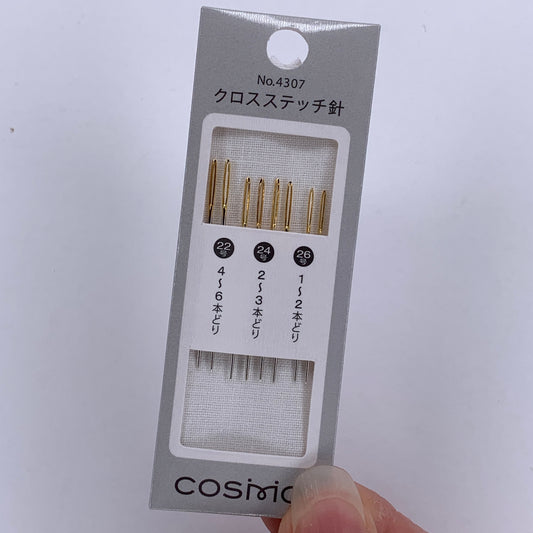 No.4307
クロスステッチ針
22号
4〜6本どり
24号
2〜3本どり
26号
1〜2本どり